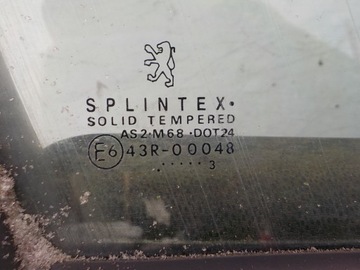 SPLINTEX·
SOLID TEMPERED
AS2·M68·DOT24
E6 43R-00048
..... 3